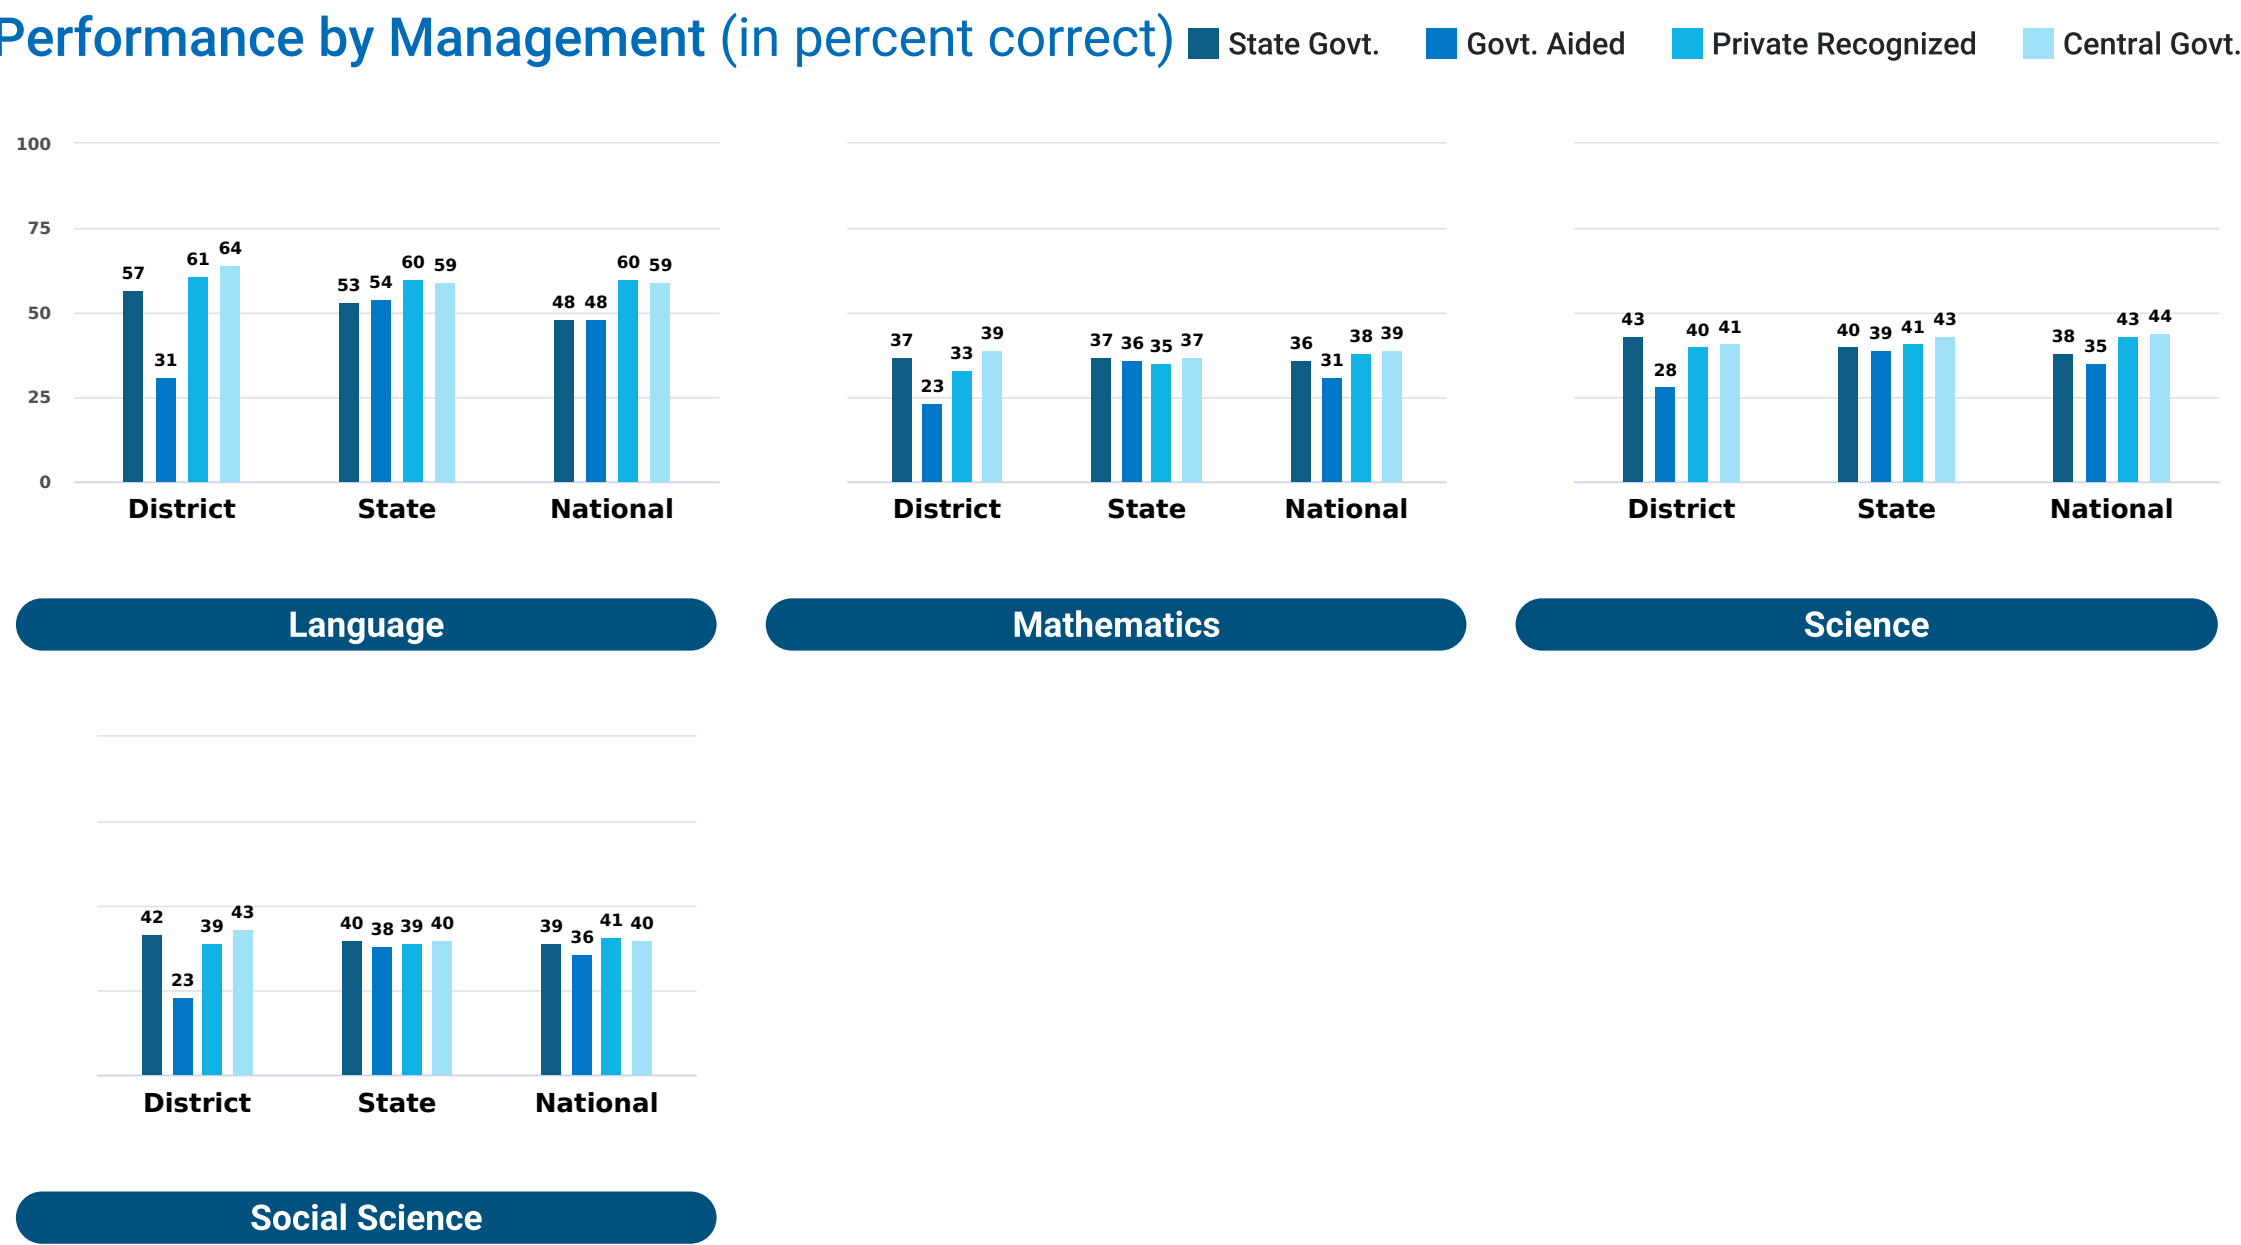 Performance by Management (in percent correct)
State Govt. Govt. Aided Private Recognized Central Govt.
100
75
50
25
0
57 31 61 64
53 54 60 59
48 48 60 59
District State National
Language
37 23 33 39
37 36 35 37
36 31 38 39
District State National
Mathematics
43 28 40 41
40 39 41 43
38 35 43 44
District State National
Science
42 23 39 43
40 38 39 40
39 36 41 40
District State National
Social Science